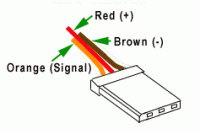 Red (+)
Brown (-)
Orange (Signal)